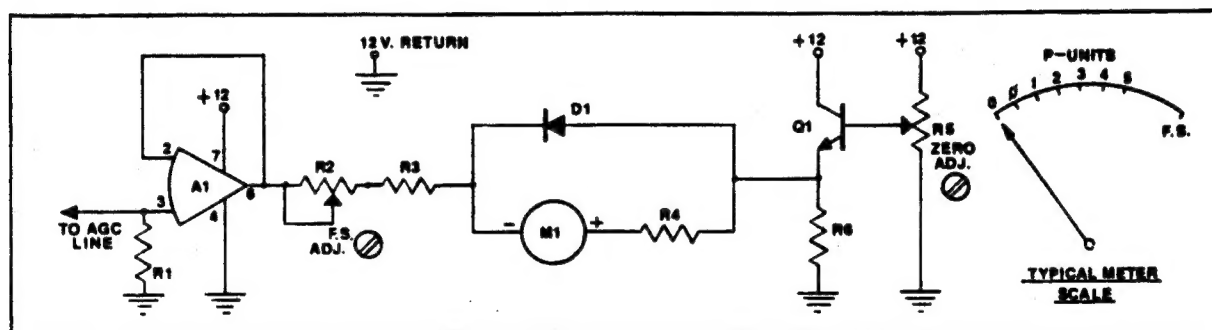 12 V. RETURN
+12
+12
+12
P-UNITS
0 Ø 1 2 3 4 5
F.S.
D1
Q1
R5
ZERO
ADJ.
2
7
A1
6
3
4
R2
R3
F.S.
ADJ.
TO AGC
LINE
R1
-
M1
+
R4
R6
TYPICAL METER
SCALE